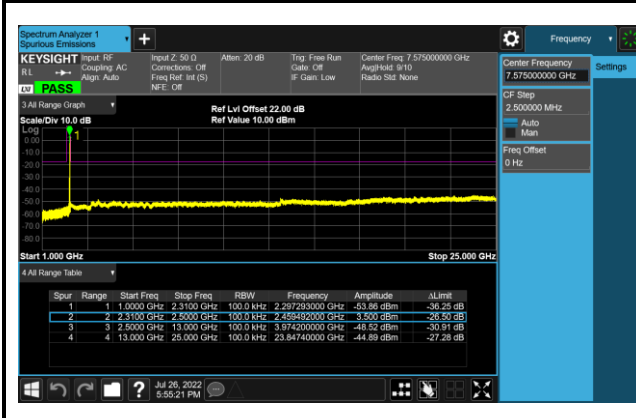 Spectrum Analyzer 1
Spurious Emissions
Frequency
KEYSIGHT Input: RF Input Z: 50 Ω Atten: 20 dB Trig: Free Run Center Freq: 7.575000000 GHz
R L Coupling: AC Corrections: Off Gate: Off Avg|Hold: 9/10
Align: Auto Freq Ref: Int (S) IF Gain: Low Radio Std: None
NFE: Off
LXI PASS
3 All Range Graph
Ref Lvl Offset 22.00 dB
Scale/Div 10.0 dB Ref Value 10.00 dBm
Log
1
0.00
-10.0
-20.0
-30.0
-40.0
-50.0
-60.0
-70.0
-80.0
Start 1.000 GHz Stop 25.000 GHz
4 All Range Table
Spur Range Start Freq Stop Freq RBW Frequency Amplitude ΔLimit
1 1 1.0000 GHz 2.3100 GHz 100.0 kHz 2.297293000 GHz -53.86 dBm -36.25 dB
2 2 2.3100 GHz 2.5000 GHz 100.0 kHz 2.459492000 GHz 3.500 dBm -26.50 dB
3 3 2.5000 GHz 13.000 GHz 100.0 kHz 3.974200000 GHz -48.52 dBm -30.91 dB
4 4 13.000 GHz 25.000 GHz 100.0 kHz 23.84740000 GHz -44.89 dBm -27.28 dB
Jul 26, 2022
5:55:21 PM
Center Frequency
7.575000000 GHz
Settings
CF Step
2.500000 MHz
Auto
Man
Freq Offset
0 Hz